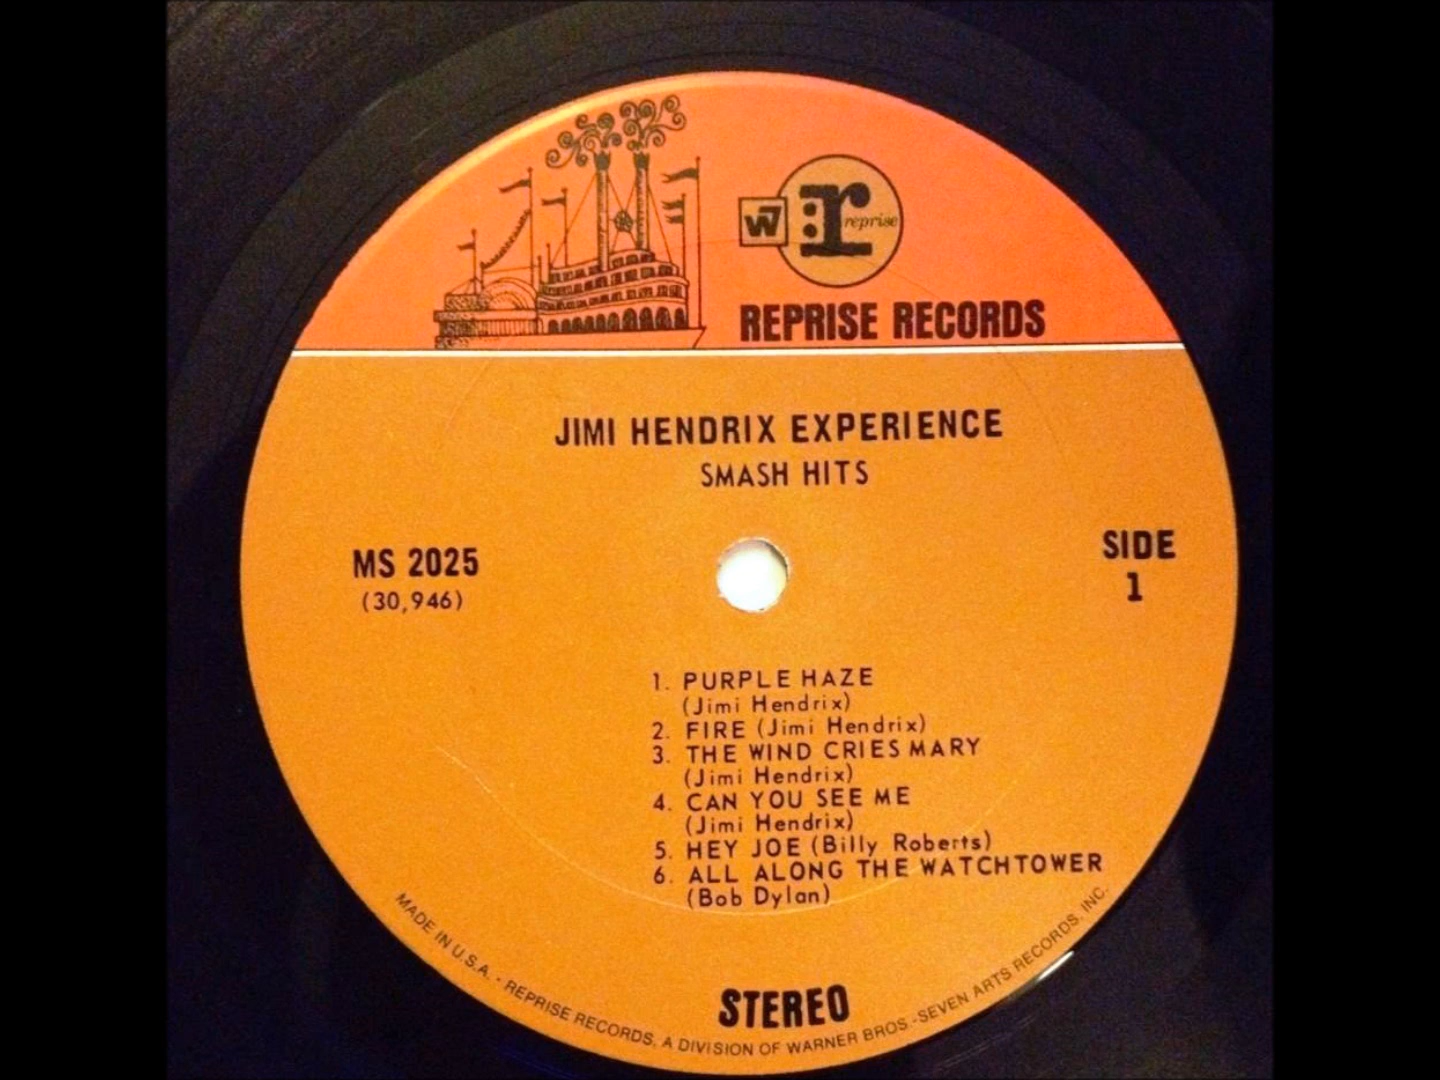 W7
r
reprise
REPRISE RECORDS
JIMI HENDRIX EXPERIENCE
SMASH HITS
MS 2025
(30,946)
SIDE
1
1. PURPLE HAZE
(Jimi Hendrix)
2. FIRE (Jimi Hendrix)
3. THE WIND CRIES MARY
(Jimi Hendrix)
4. CAN YOU SEE ME
(Jimi Hendrix)
5. HEY JOE (Billy Roberts)
6. ALL ALONG THE WATCHTOWER
(Bob Dylan)
STEREO
MADE IN U.S.A. - REPRISE RECORDS, A DIVISION OF WARNER BROS.-SEVEN ARTS RECORDS, INC.